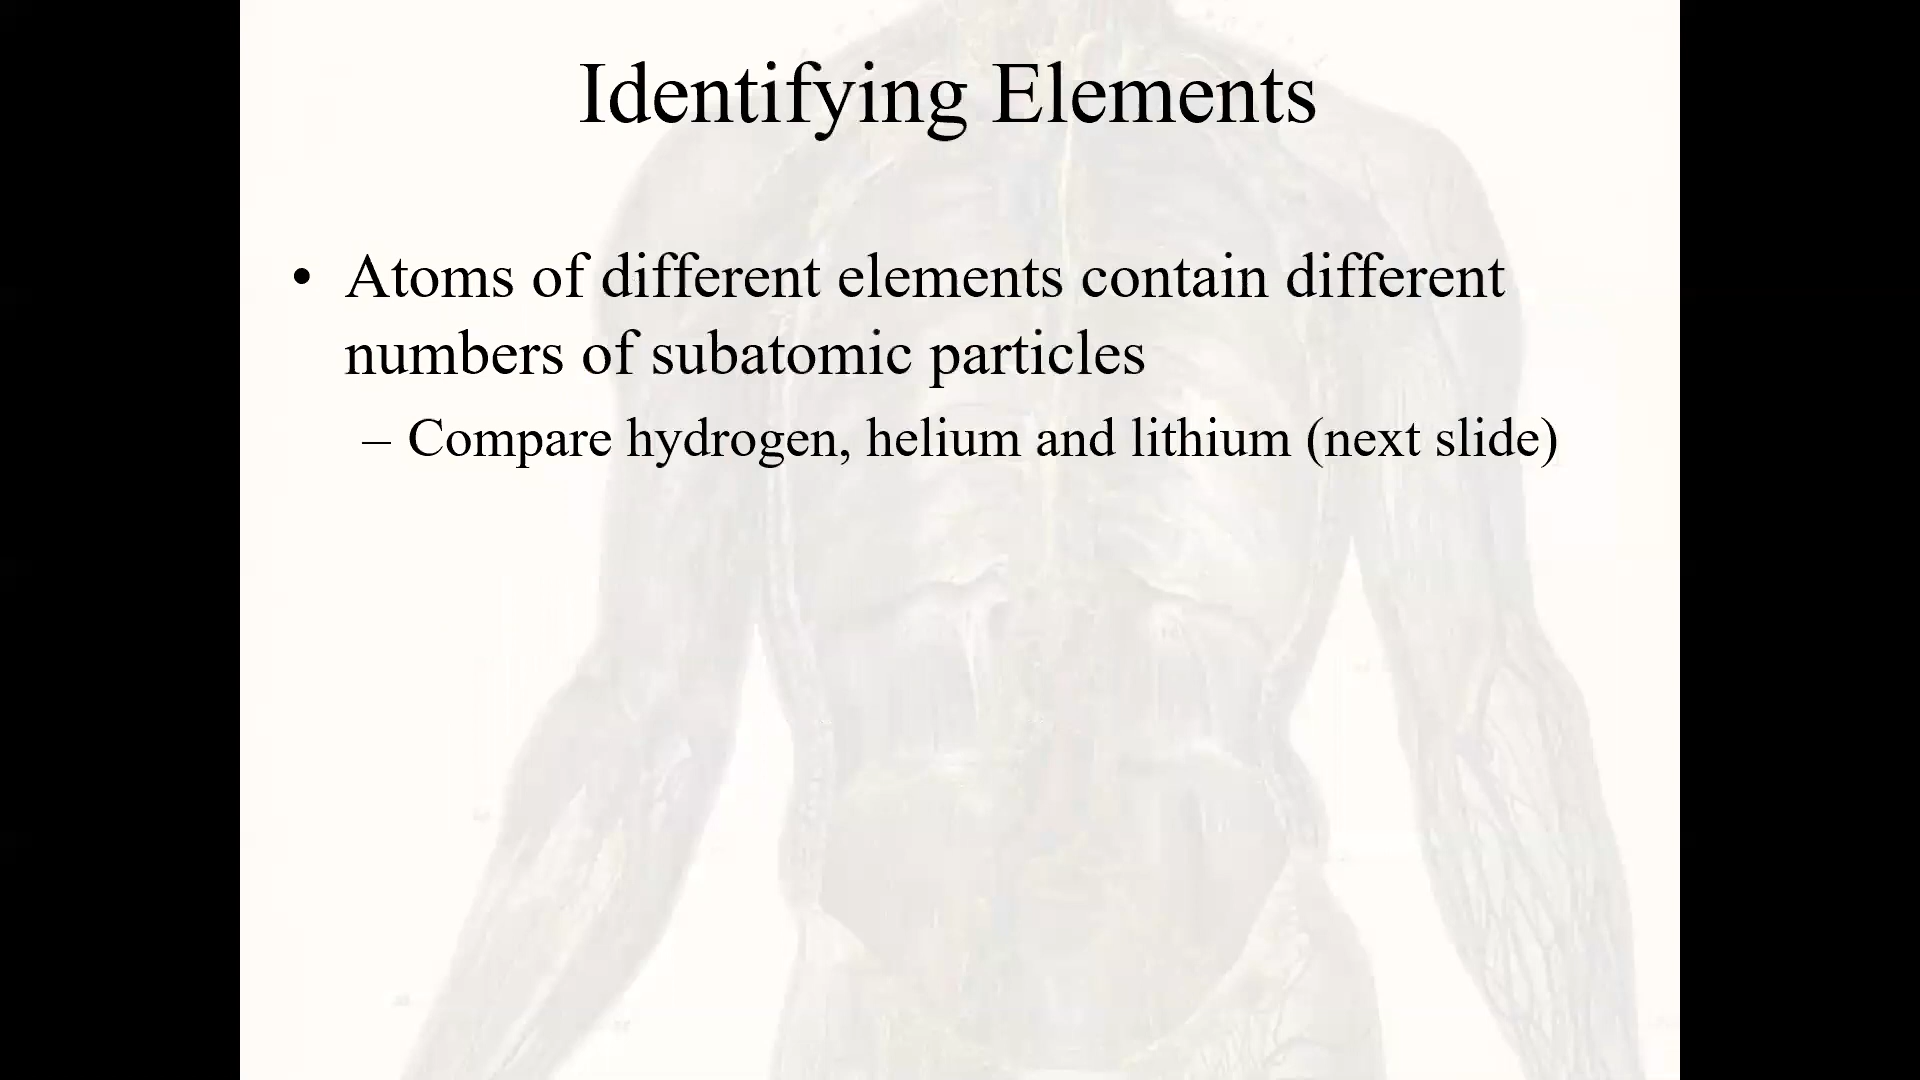 Identifying Elements
• Atoms of different elements contain different
numbers of subatomic particles
– Compare hydrogen, helium and lithium (next slide)